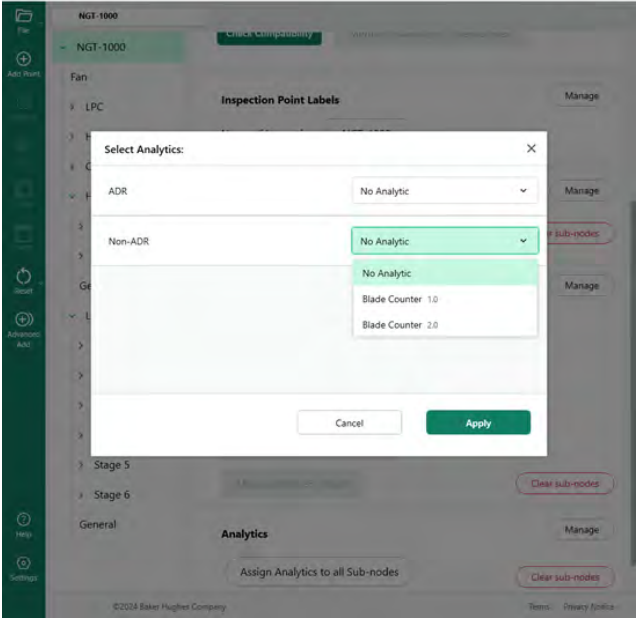 NGT-1000
File
NGT-1000
Check Compatibility
Add Point
Fan
LPC
Inspection Point Labels
Manage
Select Analytics:
ADR
No Analytic
Manage
Non-ADR
No Analytic
No Analytic
Manage
Reset
Blade Counter 1.0
Blade Counter 2.0
Advanced
Add
Cancel
Apply
Stage 5
Clear sub-nodes
Stage 6
General
Analytics
Manage
Help
Assign Analytics to all Sub-nodes
Clear sub-nodes
Settings
©2024 Baker Hughes Company
Terms
Privacy Notice